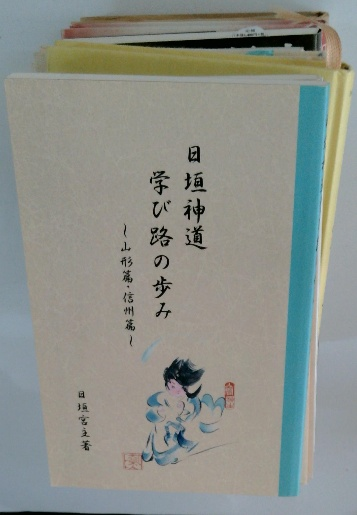 日垣神道
学び路の歩み
〜山形篇・信州篇〜
日垣宮主著